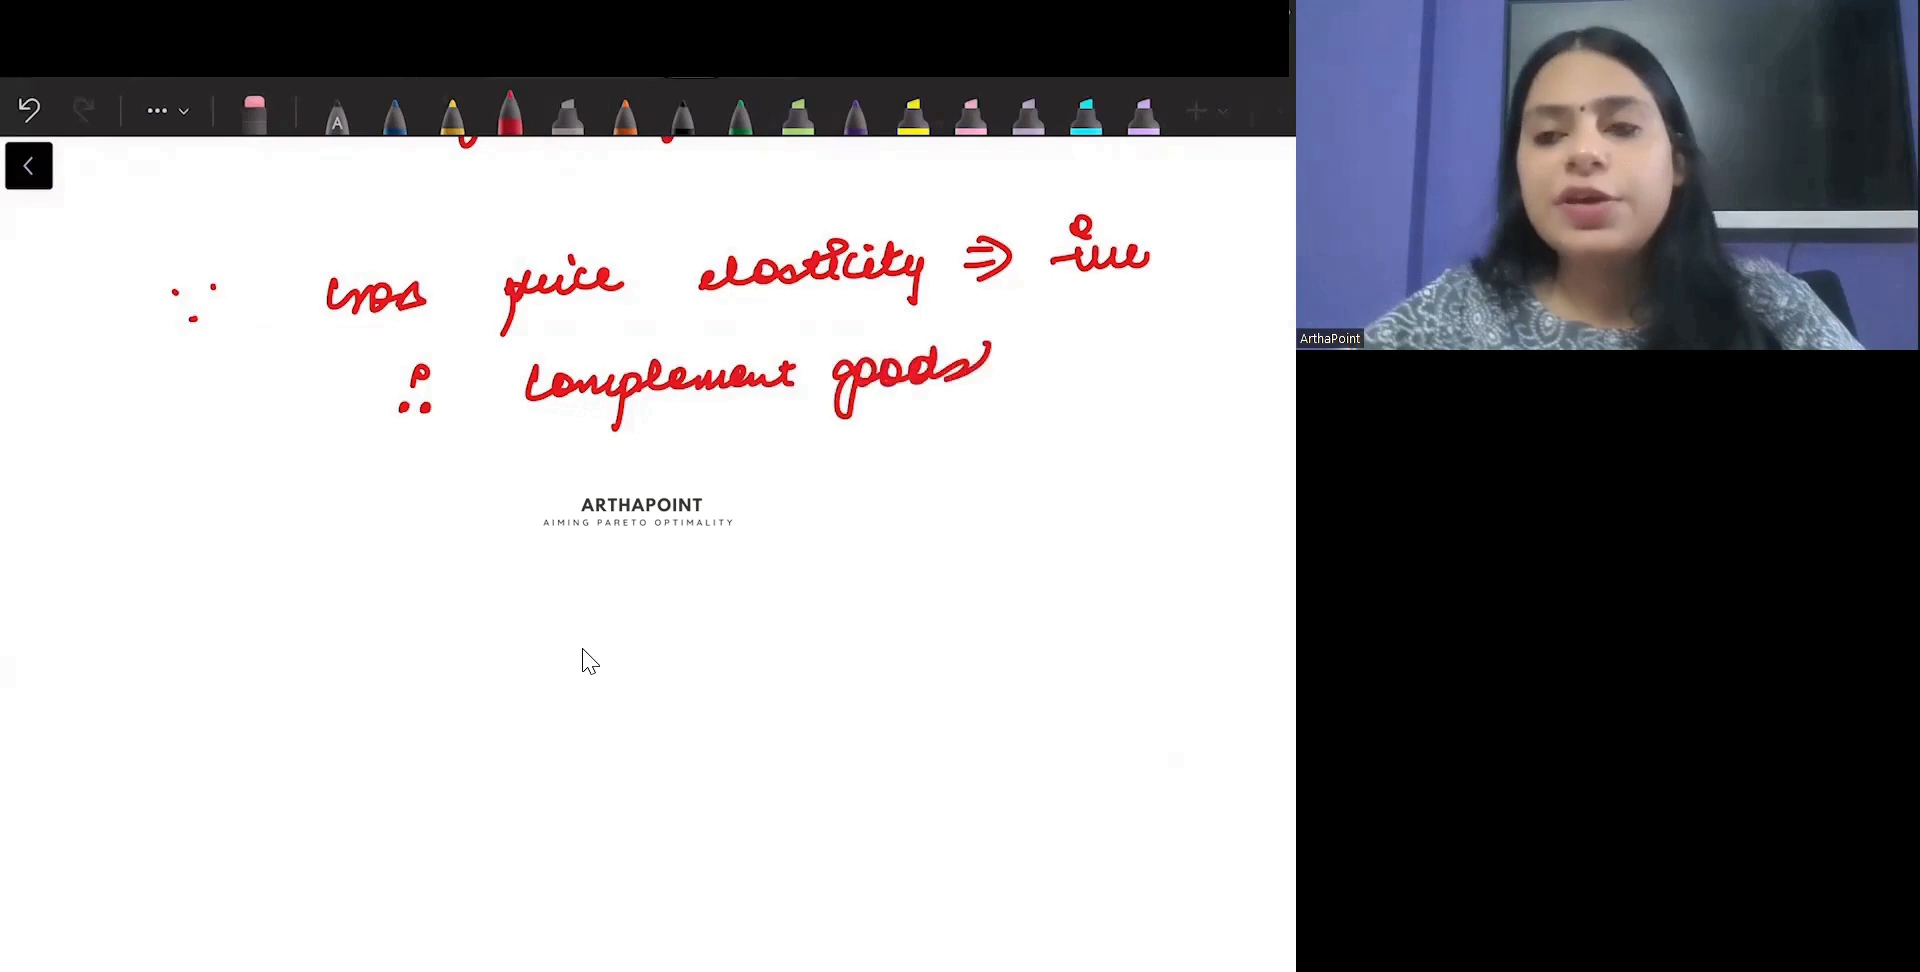 ∵ cross price elasticity ⇒ -ive
∴ complement goods
ARTHAPOINT
AIMING PARETO OPTIMALITY
A
ArthaPoint